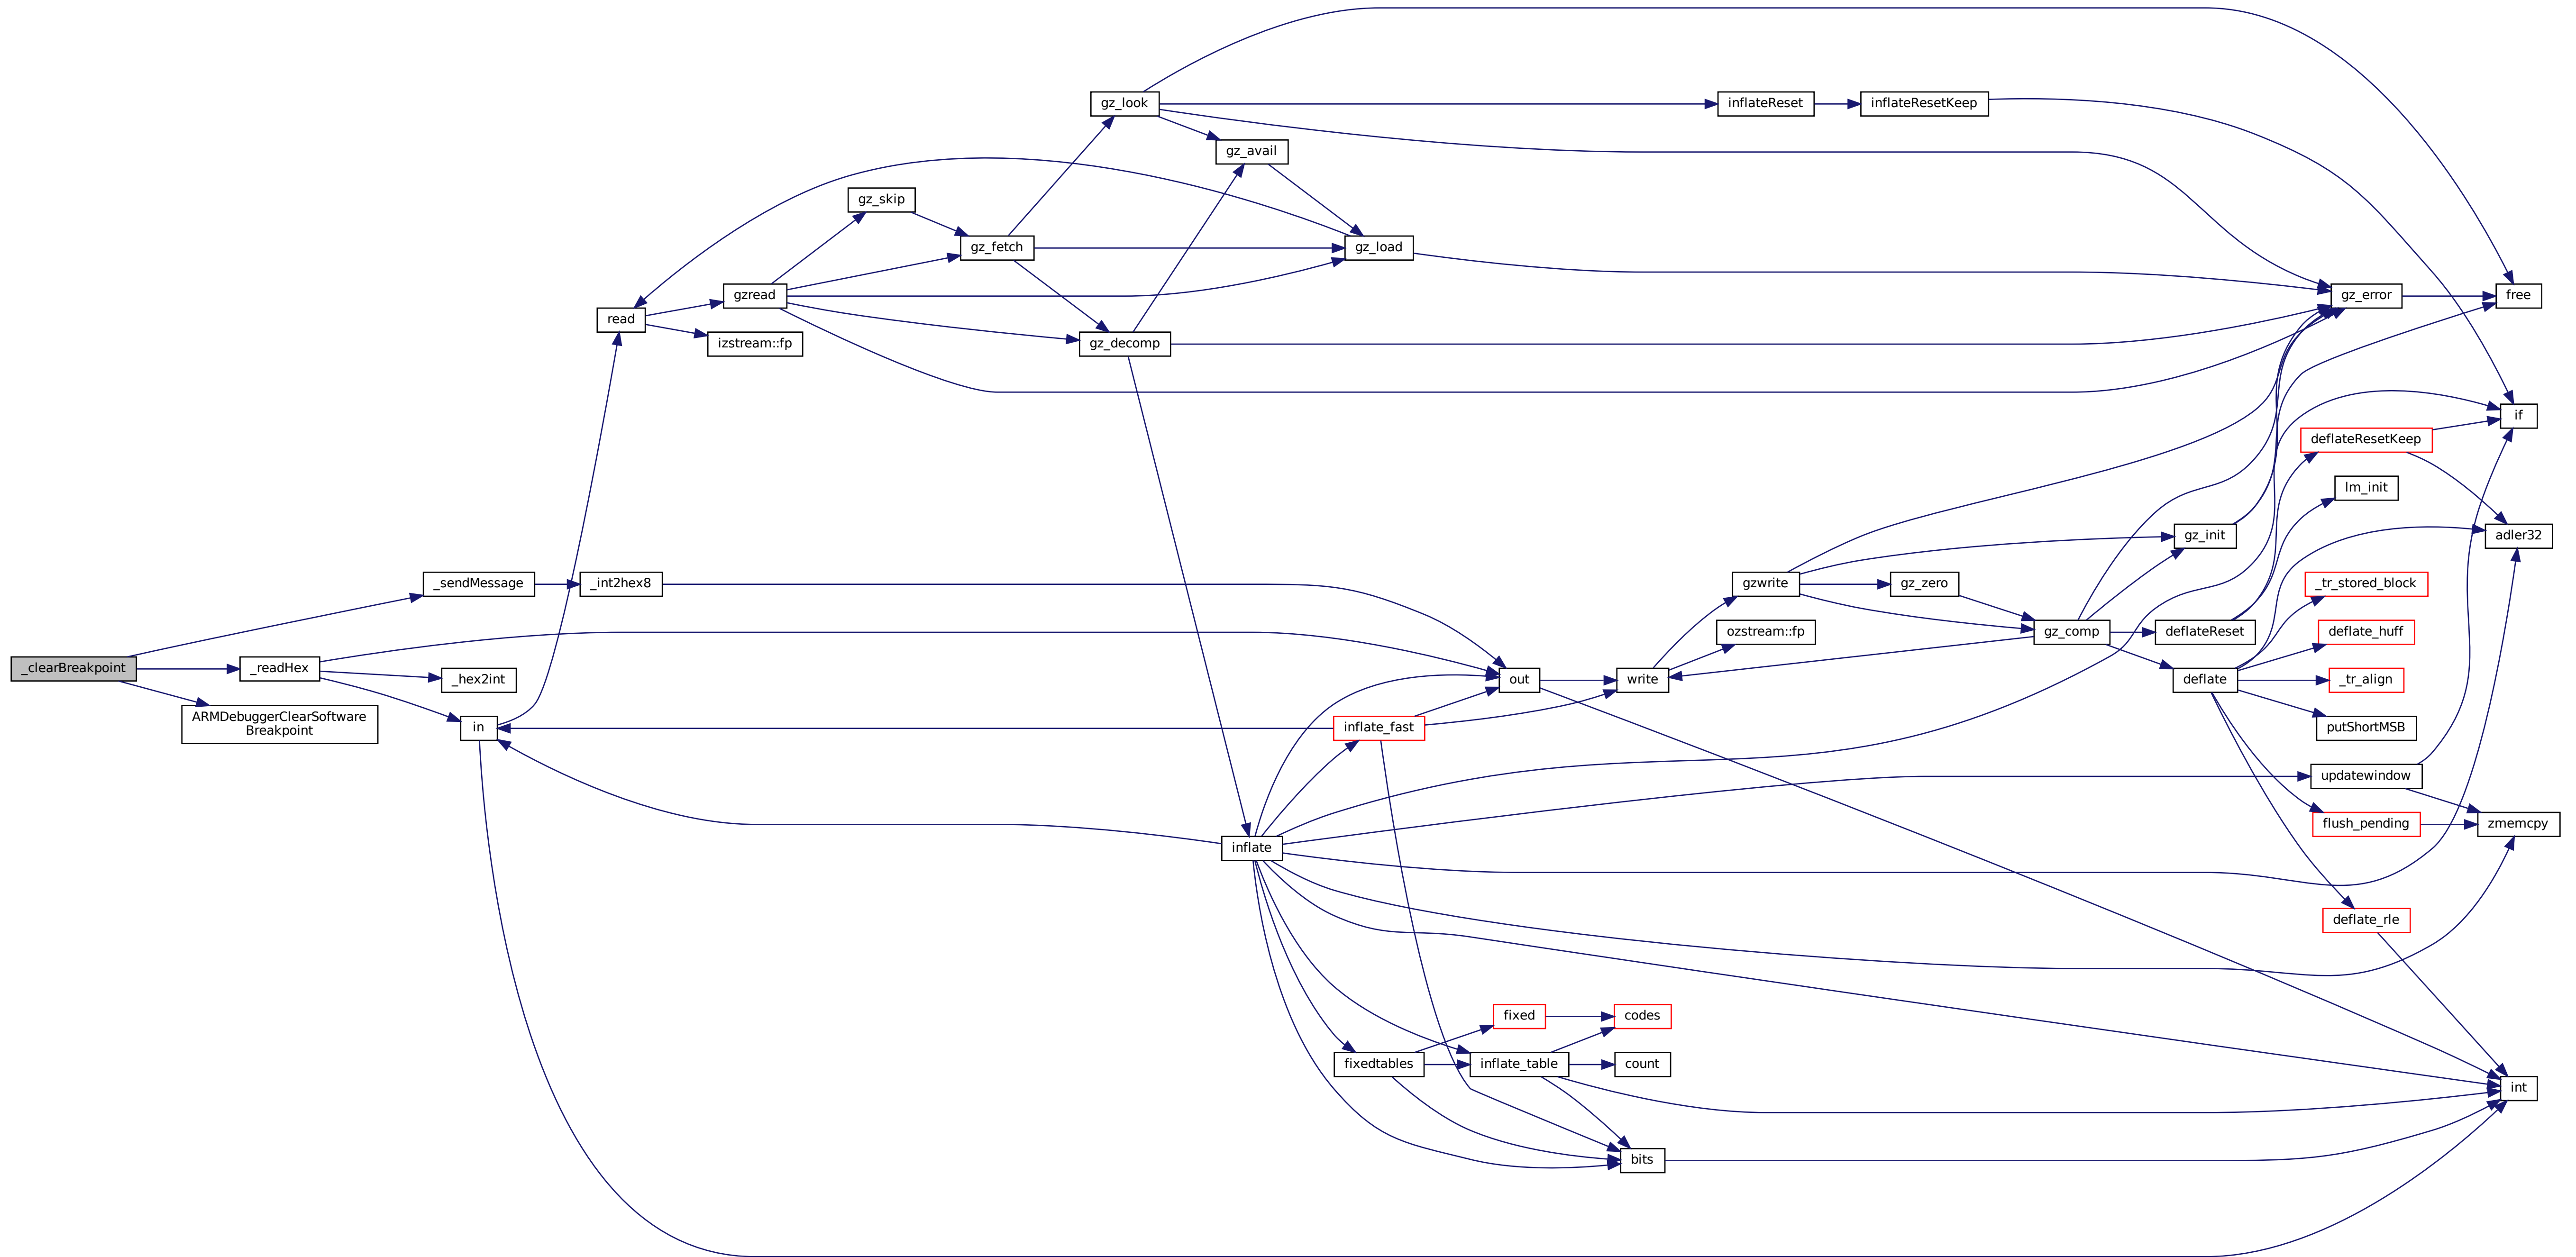 gz_look
inflateReset
inflateResetKeep
gz_avail
gz_skip
gz_fetch
gz_load
gzread
gz_error
free
read
izstream::fp
gz_decomp
if
deflateResetKeep
lm_init
gz_init
adler32
_sendMessage
_int2hex8
gzwrite
gz_zero
_tr_stored_block
ozstream::fp
gz_comp
deflateReset
deflate_huff
_clearBreakpoint
_readHex
_hex2int
out
write
deflate
_tr_align
ARMDebuggerClearSoftware
Breakpoint
in
inflate_fast
putShortMSB
updatewindow
flush_pending
zmemcpy
inflate
deflate_rle
fixed
codes
fixedtables
inflate_table
count
int
bits